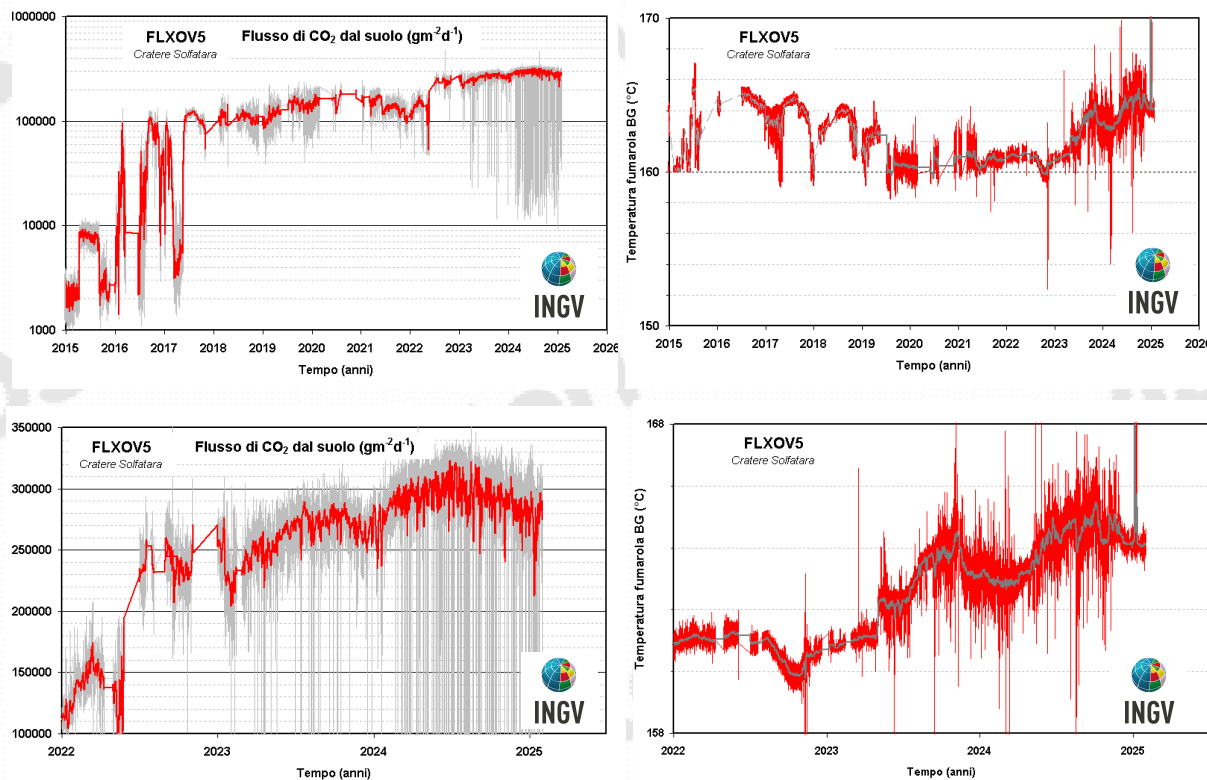 FLXOV5 Flusso di CO2 dal suolo (gm-2d-1)
Cratere Solfatara
1000000
100000
10000
1000
2015 2016 2017 2018 2019 2020 2021 2022 2023 2024 2025 2026
Tempo (anni)
INGV
FLXOV5
Cratere Solfatara
Temperatura fumarola BG (°C)
170
160
150
2015 2016 2017 2018 2019 2020 2021 2022 2023 2024 2025 2026
Tempo (anni)
INGV
FLXOV5 Flusso di CO2 dal suolo (gm-2d-1)
Cratere Solfatara
350000
300000
250000
200000
150000
100000
2022 2023 2024 2025
Tempo (anni)
INGV
FLXOV5
Cratere Solfatara
Temperatura fumarola BG (°C)
168
158
2022 2023 2024 2025
Tempo (anni)
INGV